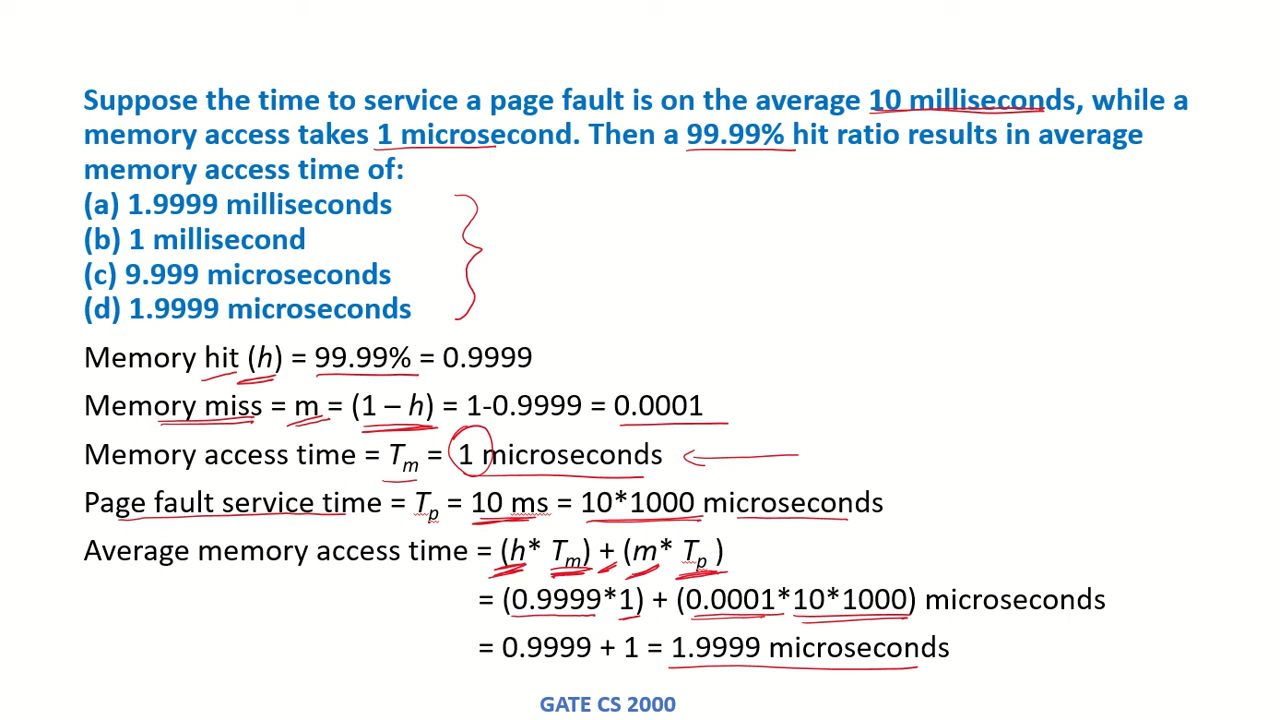 Suppose the time to service a page fault is on the average 10 milliseconds, while a
memory access takes 1 microsecond. Then a 99.99% hit ratio results in average
memory access time of:
(a) 1.9999 milliseconds
(b) 1 millisecond
(c) 9.999 microseconds
(d) 1.9999 microseconds
Memory hit (h) = 99.99% = 0.9999
Memory miss = m = (1 – h) = 1-0.9999 = 0.0001
Memory access time = Tm = 1 microseconds
Page fault service time = Tp = 10 ms = 10*1000 microseconds
Average memory access time = (h* Tm) + (m* Tp )
= (0.9999*1) + (0.0001*10*1000) microseconds
= 0.9999 + 1 = 1.9999 microseconds
GATE CS 2000